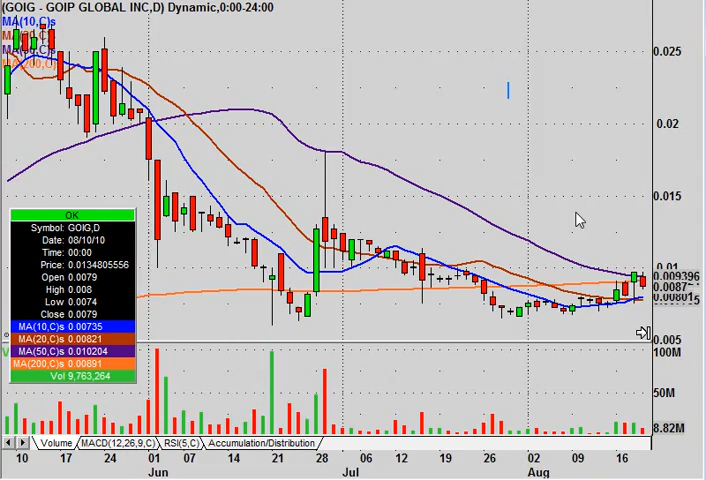 (GOIG - GOIP GLOBAL INC,D) Dynamic,0:00-24:00
MA(10,C)s
0.025
0.02
0.015
0.01
0.009396
0.00801
0.005
OK
Symbol: GOIG,D
Date: 08/10/10
Time: 00:00
Price: 0.0134805556
Open 0.0079
High 0.008
Low 0.0074
Close 0.0079
MA(10,C)s 0.00735
MA(20,C)s 0.00821
MA(50,C)s 0.010204
MA(200,C)s 0.00891
Vol 9,763,264
100M
50M
8.82M
Volume MACD(12,26,9,C) RSI(5,C) Accumulation/Distribution
10 17 24 01 07 14 21 28 06 12 19 26 02 09 16
Jun Jul Aug